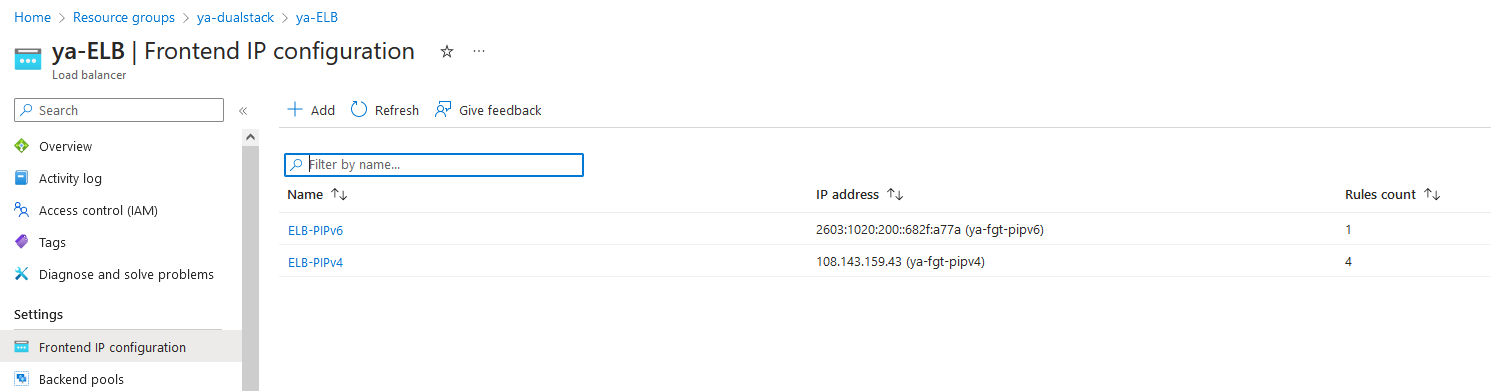 Home > Resource groups > ya-dualstack > ya-ELB
ya-ELB | Frontend IP configuration
Load balancer
Search
Add Refresh Give feedback
Overview
Activity log
Access control (IAM)
Tags
Diagnose and solve problems
Settings
Frontend IP configuration
Backend pools
Filter by name...
Name IP address Rules count
ELB-PIPv6 2603:1020:200::682f:a77a (ya-fgt-pipv6) 1
ELB-PIPv4 108.143.159.43 (ya-fgt-pipv4) 4